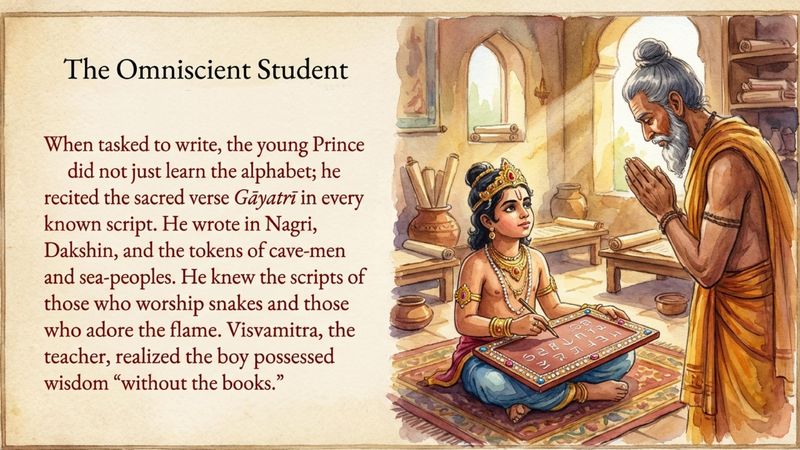 The Omniscient Student
When tasked to write, the young Prince
did not just learn the alphabet; he
recited the sacred verse Gāyatrī in every
known script. He wrote in Nagri,
Dakshin, and the tokens of cave-men
and sea-peoples. He knew the scripts of
those who worship snakes and those
who adore the flame. Visvamitra, the
teacher, realized the boy possessed
wisdom “without the books.”